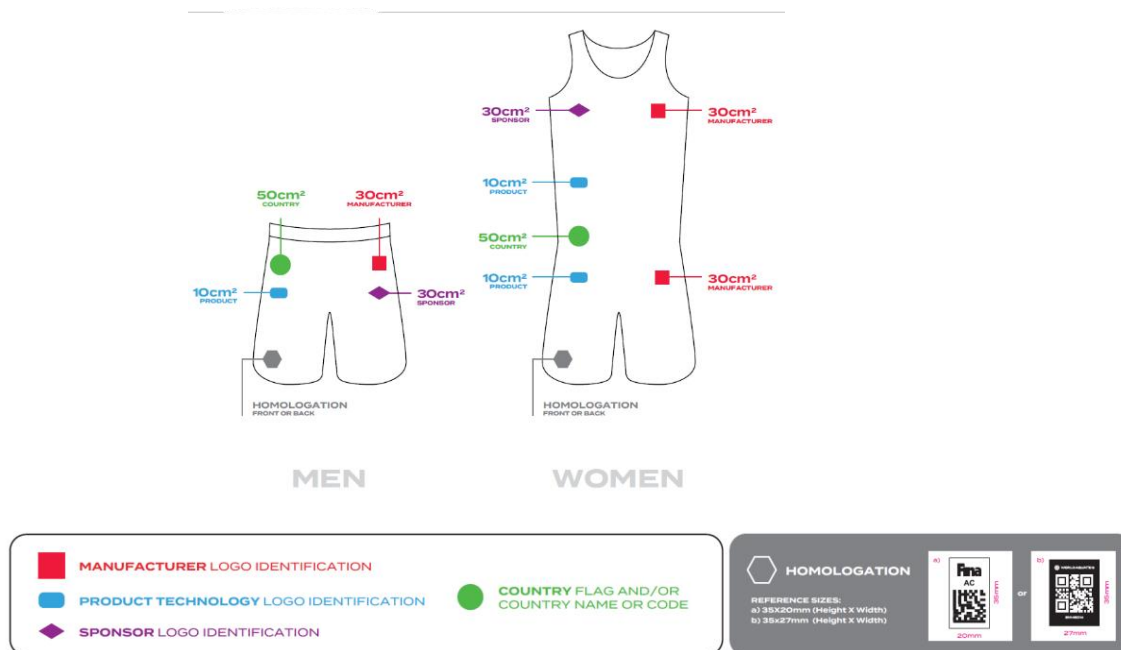 30cm²
SPONSOR
30cm²
MANUFACTURER
10cm²
PRODUCT
50cm²
COUNTRY
30cm²
MANUFACTURER
50cm²
COUNTRY
10cm²
PRODUCT
30cm²
MANUFACTURER
10cm²
PRODUCT
30cm²
SPONSOR
HOMOLOGATION
FRONT OR BACK
HOMOLOGATION
FRONT OR BACK
MEN
WOMEN
MANUFACTURER LOGO IDENTIFICATION
PRODUCT TECHNOLOGY LOGO IDENTIFICATION
SPONSOR LOGO IDENTIFICATION
COUNTRY FLAG AND/OR
COUNTRY NAME OR CODE
HOMOLOGATION
REFERENCE SIZES:
a) 35X20mm (Height X Width)
b) 35x27mm (Height X Width)
a)
Fina
AC
35mm
20mm
or
b)
WORLD AQUATICS
35mm
27mm